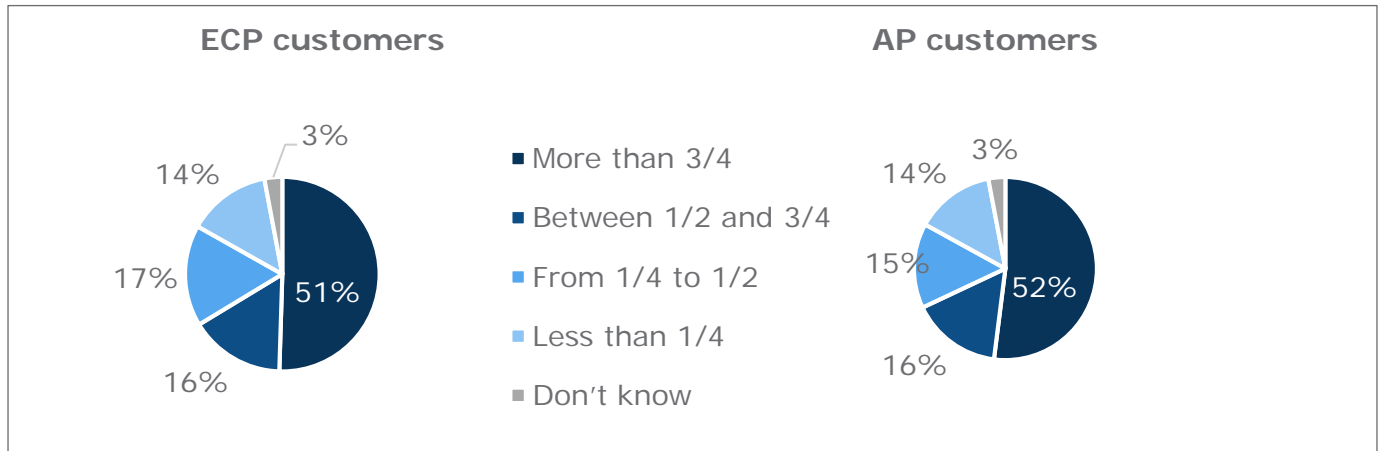 ECP customers
AP customers
3%
14%
17%
16%
51%
More than 3/4
Between 1/2 and 3/4
From 1/4 to 1/2
Less than 1/4
Don't know
3%
14%
15%
16%
52%